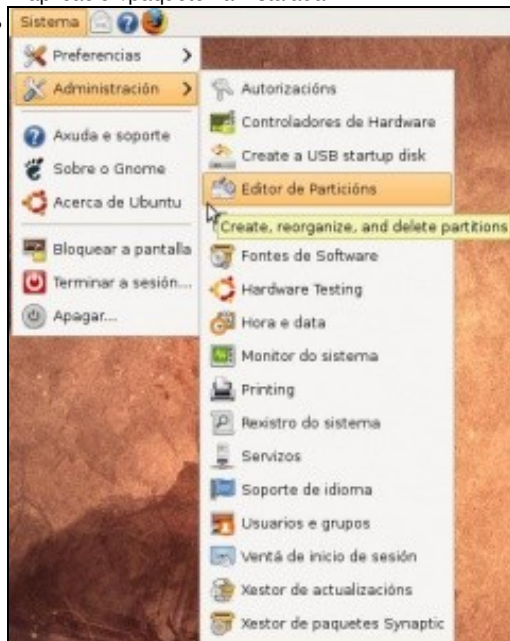 Sistema
Preferencias
Administración
Axuda e soporte
Sobre o Gnome
Acerca de Ubuntu
Bloquear a pantalla
Terminar a sesión...
Apagar...
Autorizacións
Controladores de Hardware
Create a USB startup disk
Editor de Particións
Create, reorganize, and delete partitions
Fontes de Software
Hardware Testing
Hora e data
Monitor do sistema
Printing
Rexistro do sistema
Servizos
Soporte de idioma
Usuarios e grupos
Ventá de inicio de sesión
Xestor de actualizacións
Xestor de paquetes Synaptic